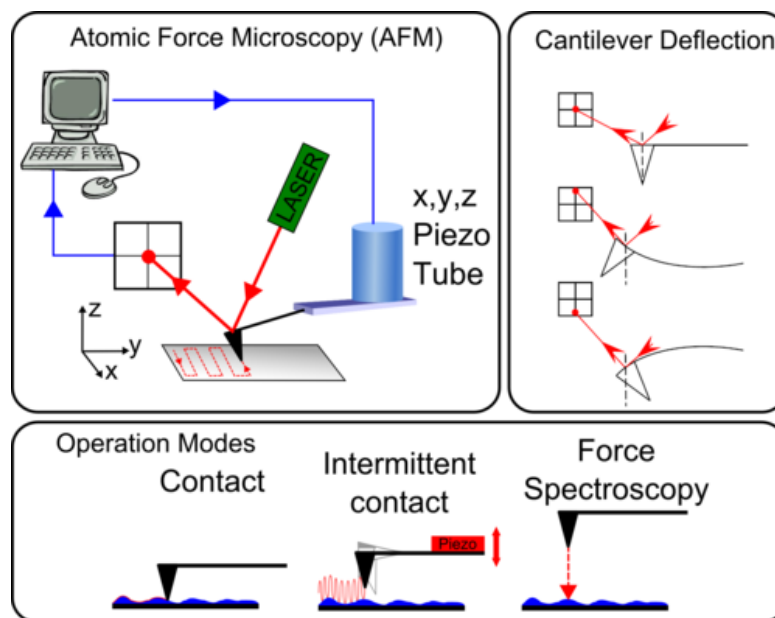 Atomic Force Microscopy (AFM)
LASER
x,y,z
Piezo
Tube
z
y
x
Cantilever Deflection
Operation Modes
Contact
Intermittent
contact
Piezo
Force
Spectroscopy